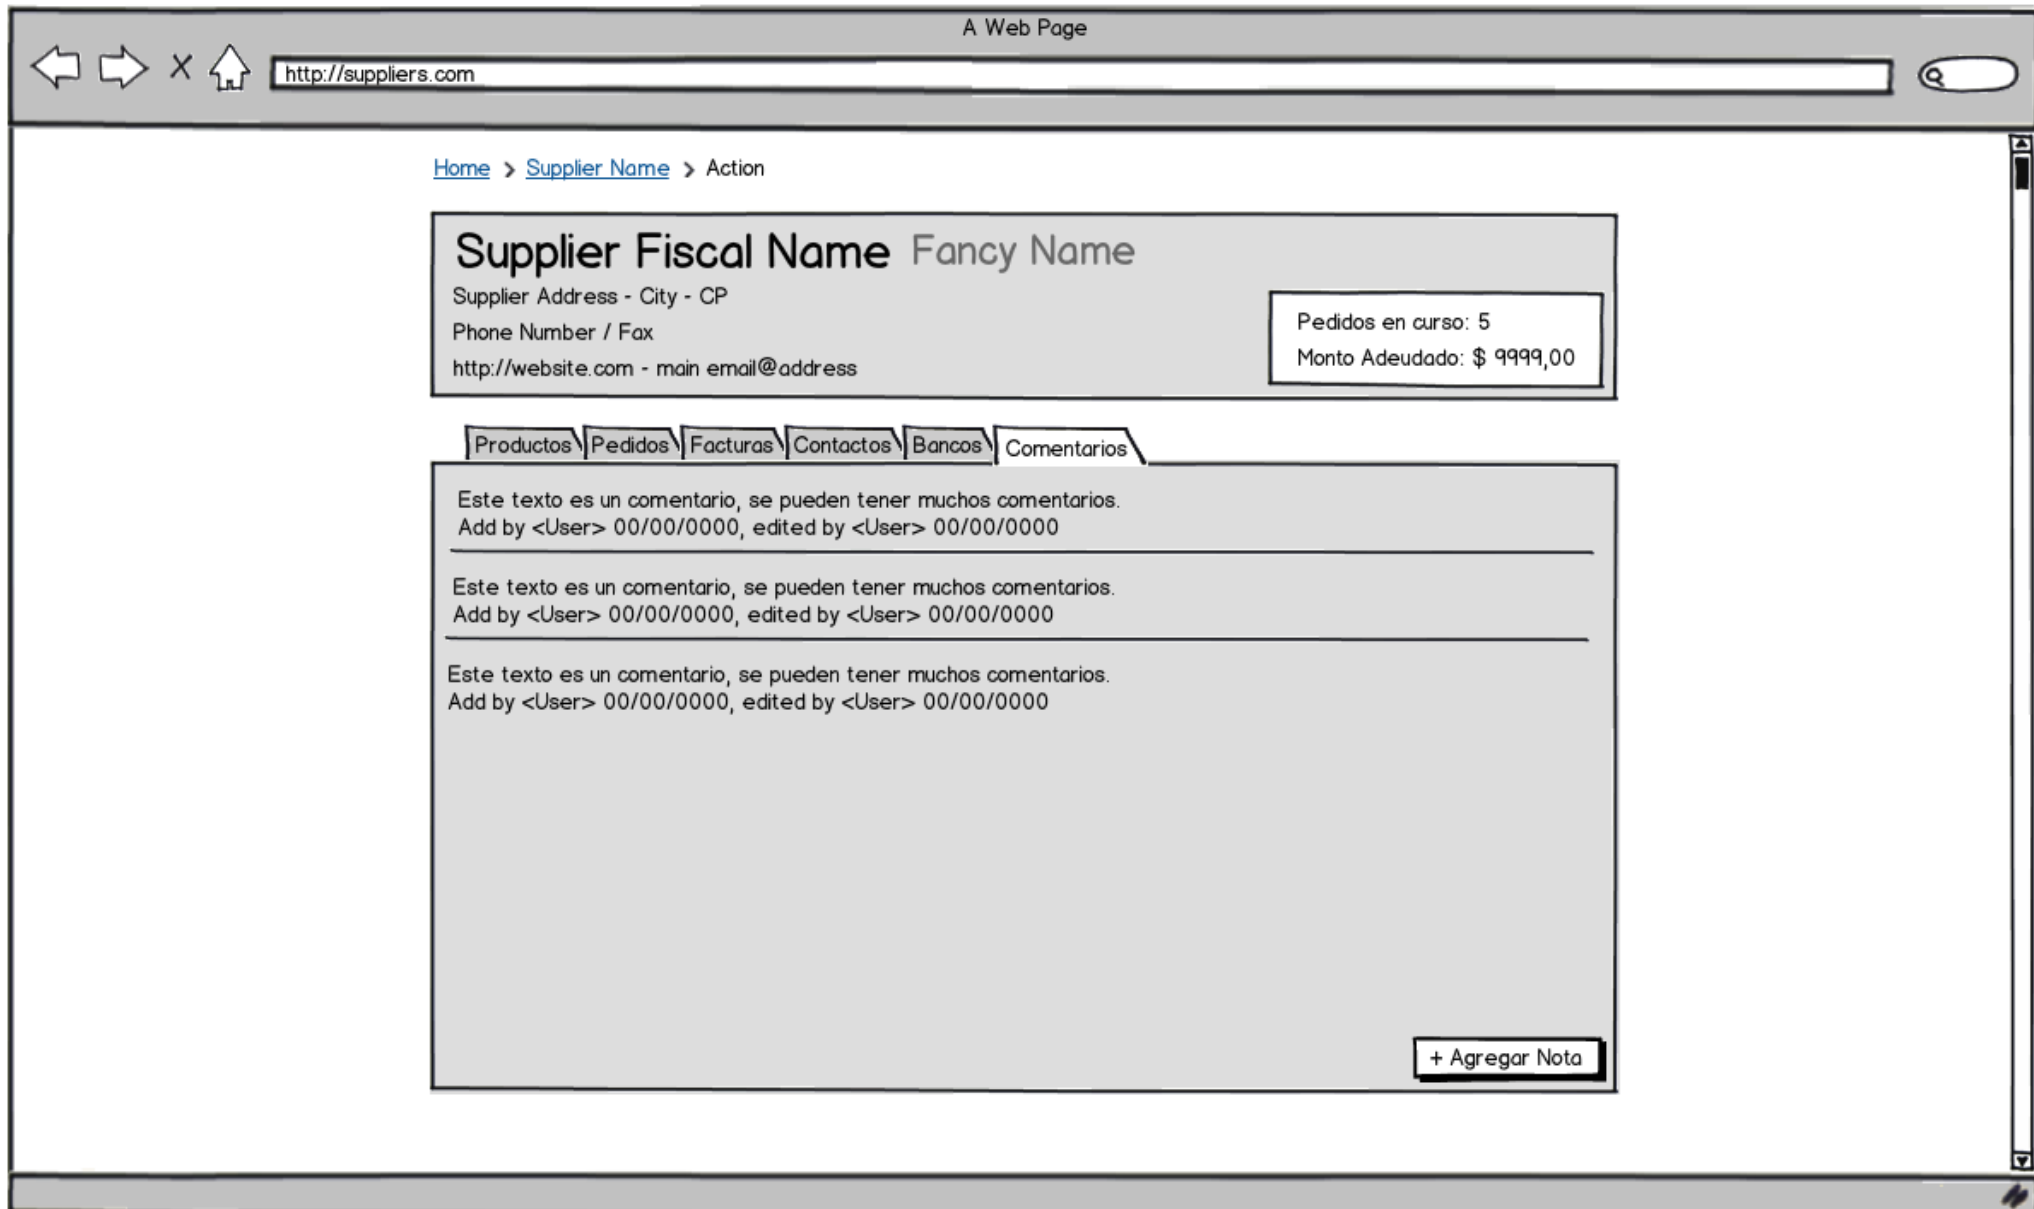 A Web Page
http://suppliers.com
Home > Supplier Name > Action
Supplier Fiscal Name Fancy Name
Supplier Address - City - CP
Phone Number / Fax
http://website.com - main email@address
Pedidos en curso: 5
Monto Adeudado: $ 9999,00
Productos Pedidos Facturas Contactos Bancos Comentarios
Este texto es un comentario, se pueden tener muchos comentarios.
Add by <User> 00/00/0000, edited by <User> 00/00/0000
Este texto es un comentario, se pueden tener muchos comentarios.
Add by <User> 00/00/0000, edited by <User> 00/00/0000
Este texto es un comentario, se pueden tener muchos comentarios.
Add by <User> 00/00/0000, edited by <User> 00/00/0000
+ Agregar Nota